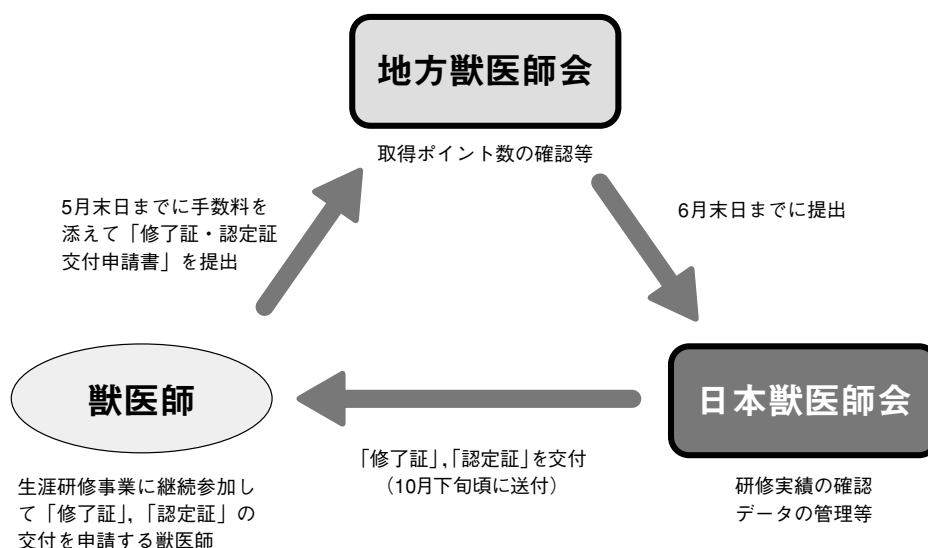 地方獣医師会
取得ポイント数の確認等
5月末日までに手数料を
添えて「修了証・認定証
交付申請書」を提出
6月末日までに提出
獣医師
日本獣医師会
「修了証」,「認定証」を交付
（10月下旬頃に送付）
生涯研修事業に継続参加し
て「修了証」,「認定証」の
交付を申請する獣医師
研修実績の確認
データの管理等